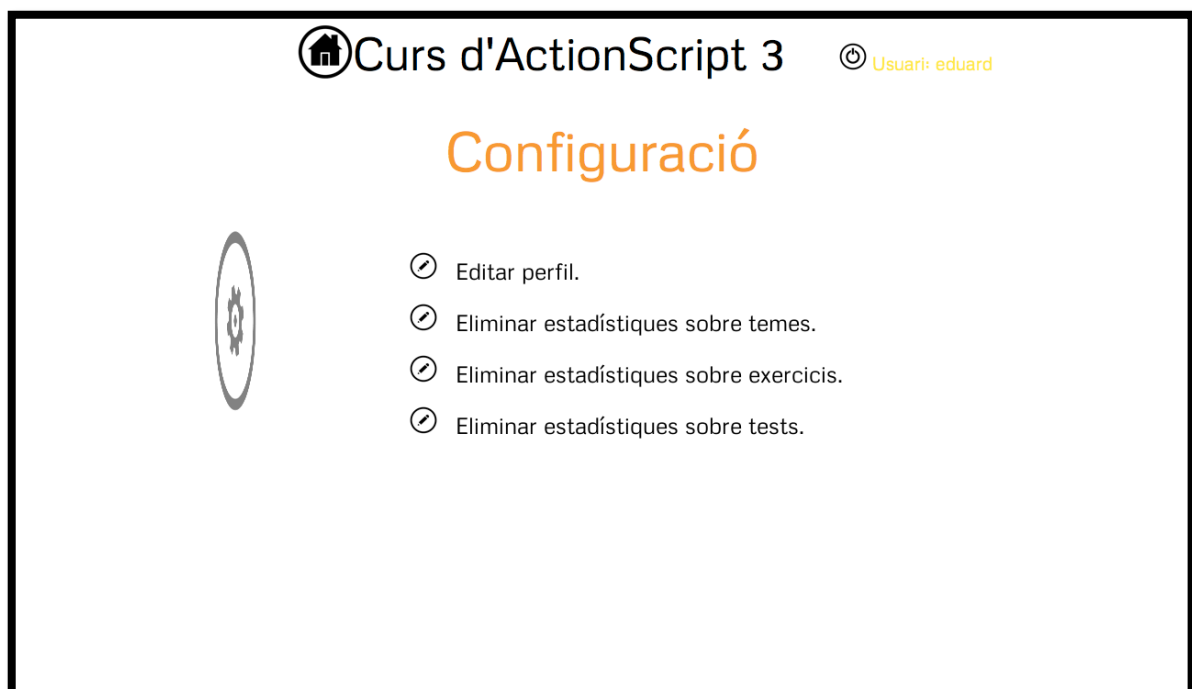 Curs d'ActionScript 3
Usuari: eduard
Configuració
Editar perfil.
Eliminar estadístiques sobre temes.
Eliminar estadístiques sobre exercicis.
Eliminar estadístiques sobre tests.